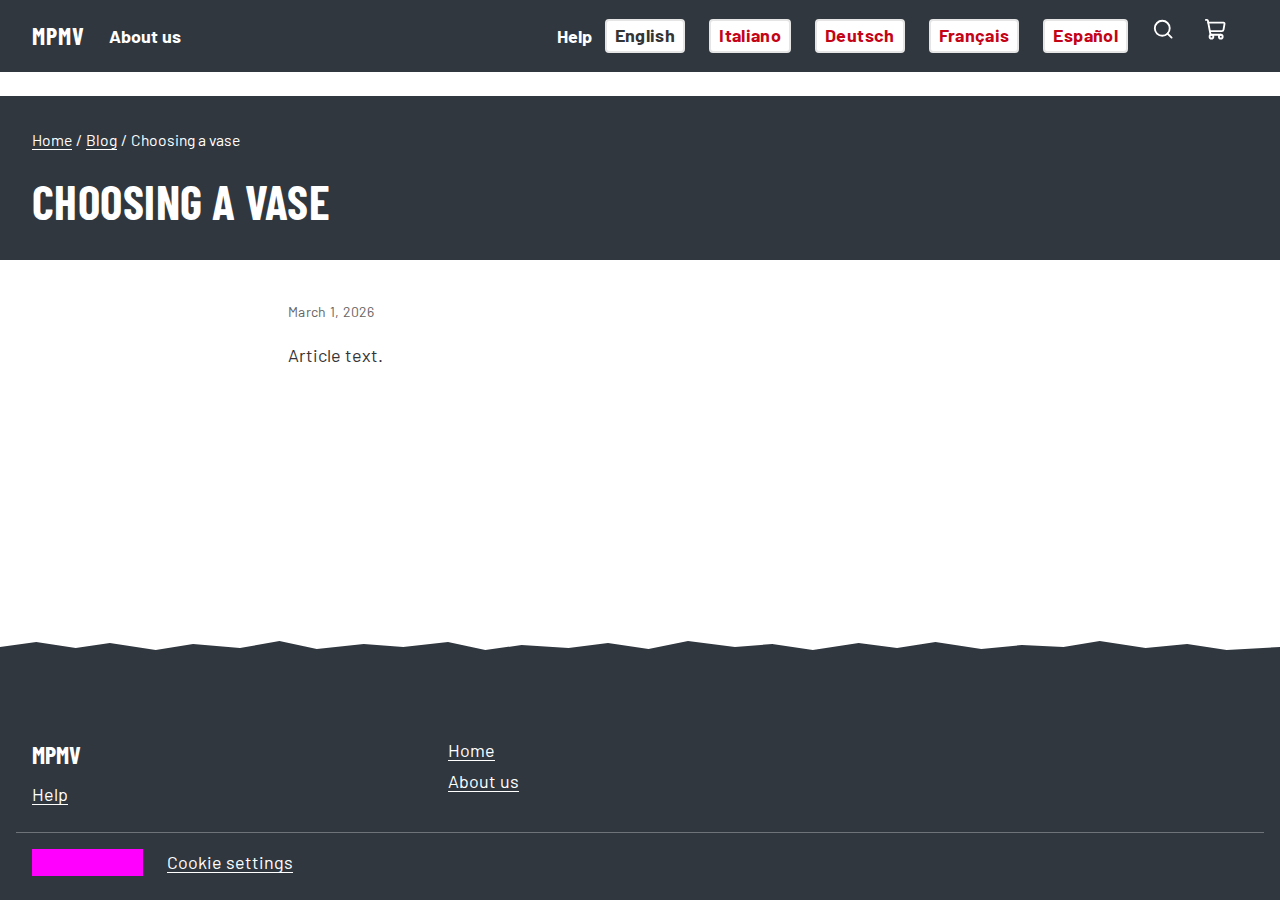 MPMV About us Help English Italiano Deutsch Français Español
Home / Blog / Choosing a vase
CHOOSING A VASE
March 1, 2026
Article text.
MPMV
Help
Home
About us
Cookie settings